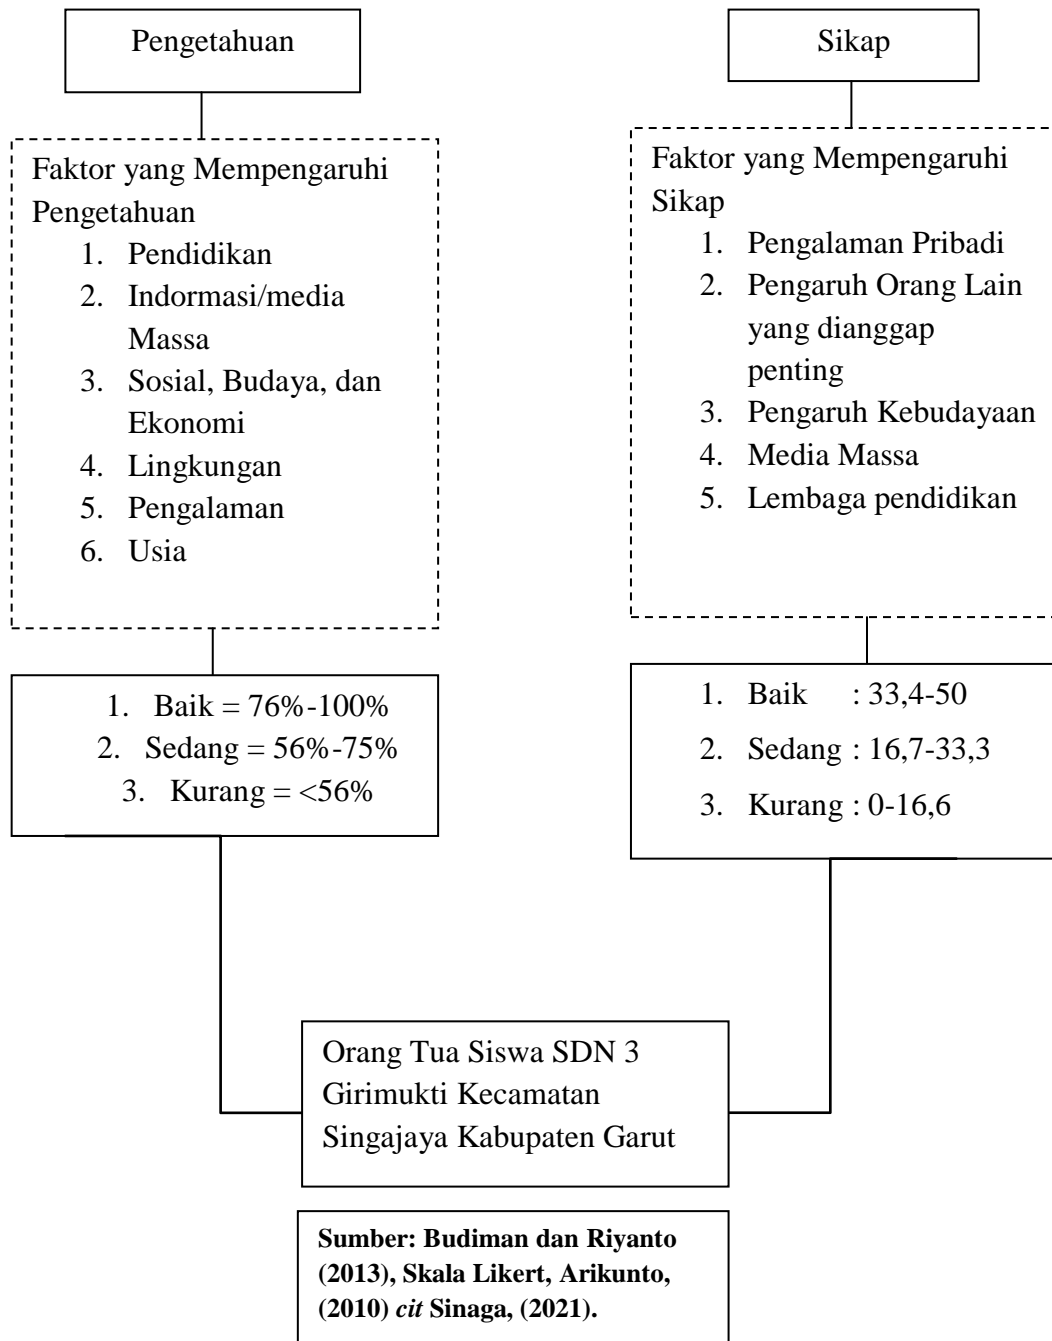 Pengetahuan
Faktor yang Mempengaruhi
Pengetahuan
1. Pendidikan
2. Indormasi/media
Massa
3. Sosial, Budaya, dan
Ekonomi
4. Lingkungan
5. Pengalaman
6. Usia
1. Baik = 76%-100%
2. Sedang = 56%-75%
3. Kurang = <56%
Sikap
Faktor yang Mempengaruhi
Sikap
1. Pengalaman Pribadi
2. Pengaruh Orang Lain
yang dianggap
penting
3. Pengaruh Kebudayaan
4. Media Massa
5. Lembaga pendidikan
1. Baik : 33,4-50
2. Sedang : 16,7-33,3
3. Kurang : 0-16,6
Orang Tua Siswa SDN 3
Girimukti Kecamatan
Singajaya Kabupaten Garut
Sumber: Budiman dan Riyanto
(2013), Skala Likert, Arikunto,
(2010) cit Sinaga, (2021).